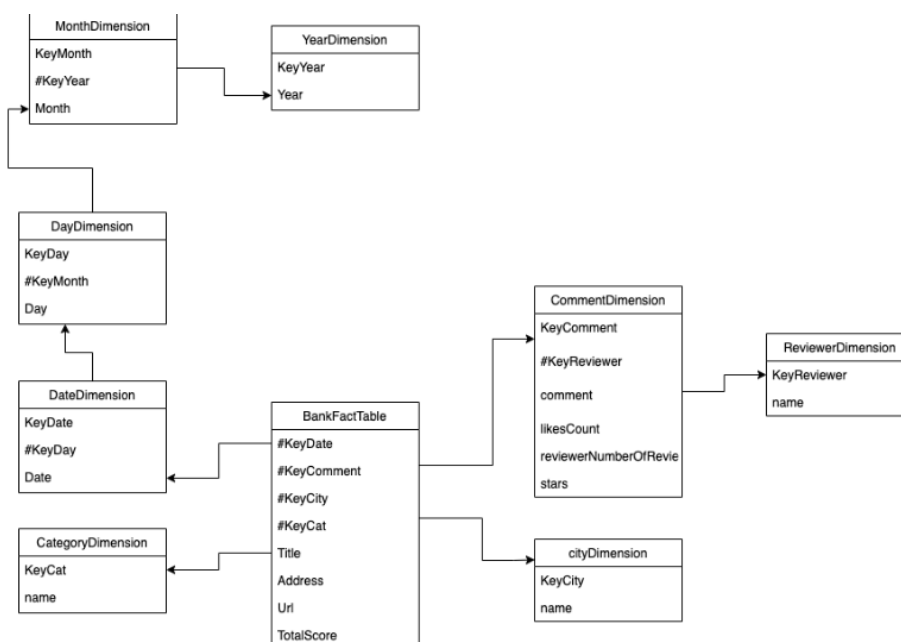 MonthDimension
KeyMonth
#KeyYear
Month
YearDimension
KeyYear
Year
DayDimension
KeyDay
#KeyMonth
Day
DateDimension
KeyDate
#KeyDay
Date
CategoryDimension
KeyCat
name
BankFactTable
#KeyDate
#KeyComment
#KeyCity
#KeyCat
Title
Address
Url
TotalScore
CommentDimension
KeyComment
#KeyReviewer
comment
likesCount
reviewerNumberOfRevie
stars
cityDimension
KeyCity
name
ReviewerDimension
KeyReviewer
name